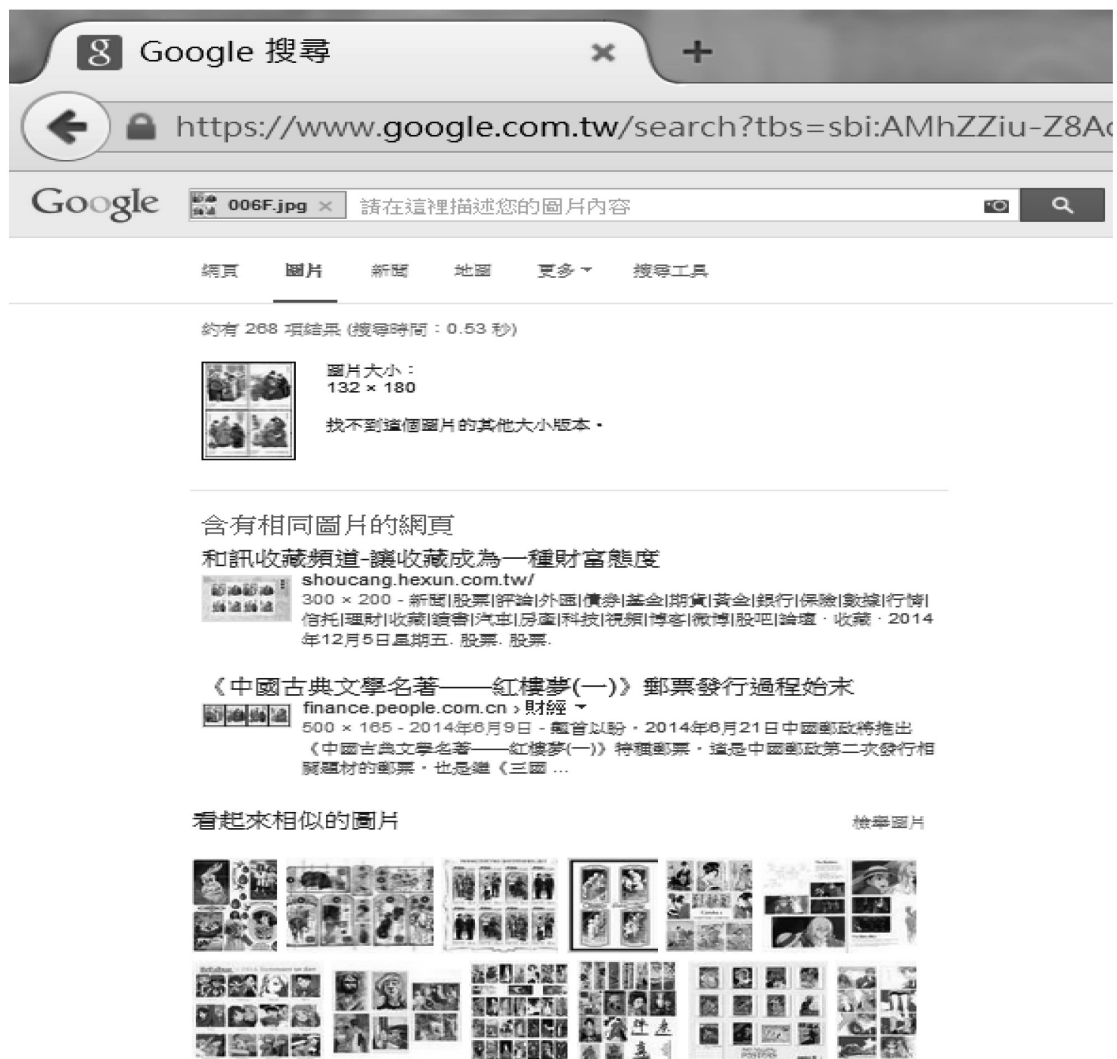 Google 搜尋
https://www.google.com.tw/search?tbs=sbi:AMhZZiu-Z8A
Google 006F.jpg × 請在這裡描述您的圖片內容
網頁 圖片 新聞 地圖 更多 搜尋工具
約有 268 項結果 (搜尋時間：0.53 秒)
圖片大小：
132 × 180
找不到這個圖片的其他大小版本。
含有相同圖片的網頁
和訊收藏頻道-讓收藏成為一種財富態度
shoucang.hexun.com.tw/
300 × 200 - 新聞|股票|評論|外匯|債券|基金|期貨|黃金|銀行|保險|數據|行情|
信托|理財|收藏|讀書|汽車|房產|科技|視頻|博客|微博|股吧|論壇 · 收藏 · 2014
年12月5日星期五. 股票. 股票.
《中國古典文學名著——紅樓夢(一)》郵票發行過程始末
finance.people.com.cn › 財經
500 × 165 - 2014年6月9日 - 翹首以盼。2014年6月21日中國郵政將推出
《中國古典文學名著——紅樓夢(一)》特種郵票。這是中國郵政第二次發行相
關題材的郵票。也是繼《三國 ...
看起來相似的圖片 檢舉圖片